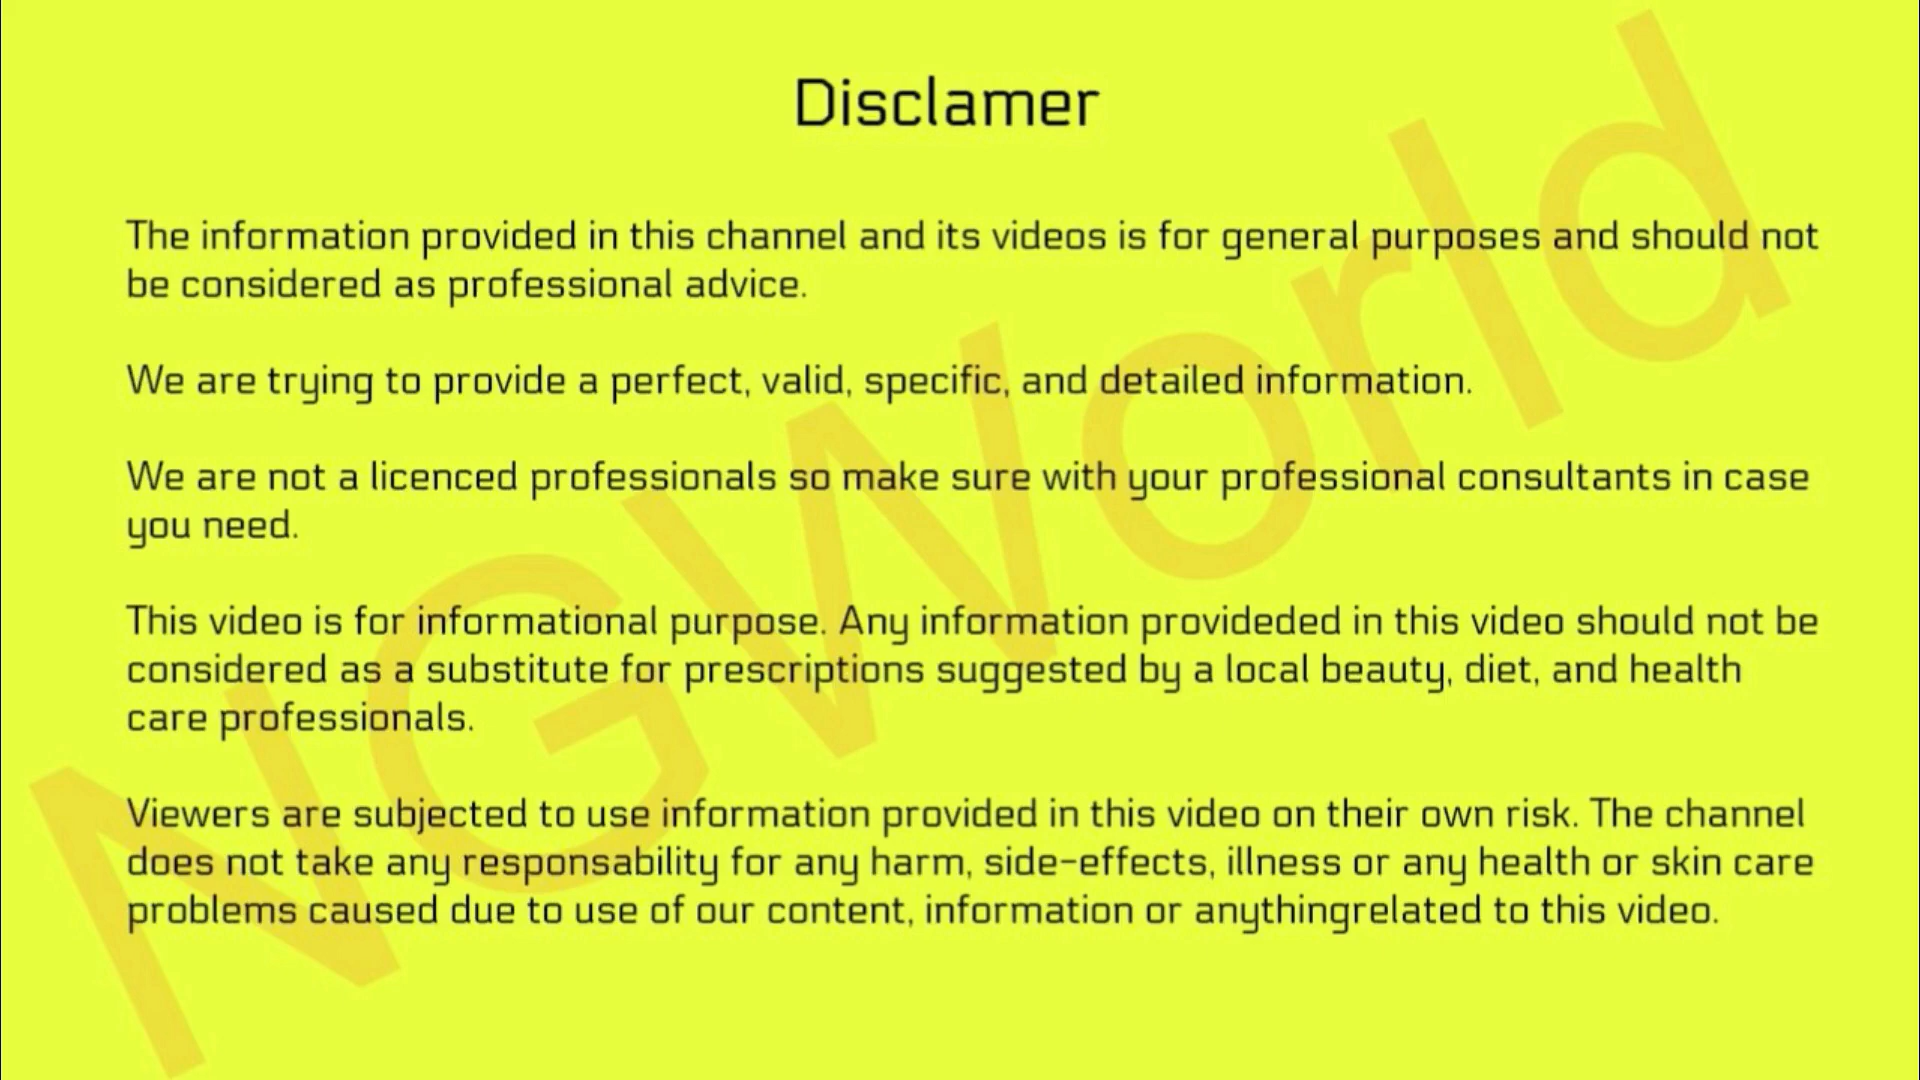 Disclamer
The information provided in this channel and its videos is for general purposes and should not
be considered as professional advice.
We are trying to provide a perfect, valid, specific, and detailed information.
We are not a licenced professionals so make sure with your professional consultants in case
you need.
This video is for informational purpose. Any information provideded in this video should not be
considered as a substitute for prescriptions suggested by a local beauty, diet, and health
care professionals.
Viewers are subjected to use information provided in this video on their own risk. The channel
does not take any responsability for any harm, side-effects, illness or any health or skin care
problems caused due to use of our content, information or anythingrelated to this video.
NGWorld